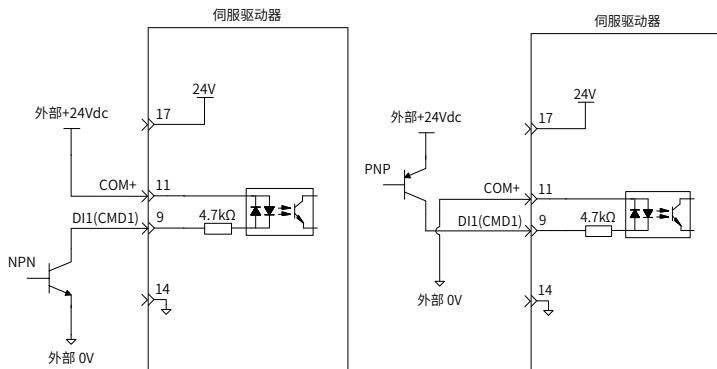 伺服驱动器
24V
17
外部+24Vdc
COM+
11
DI1(CMD1)
9
4.7kΩ
NPN
14
外部 0V
伺服驱动器
24V
17
外部+24Vdc
PNP
COM+
11
DI1(CMD1)
9
4.7kΩ
14
外部 0V